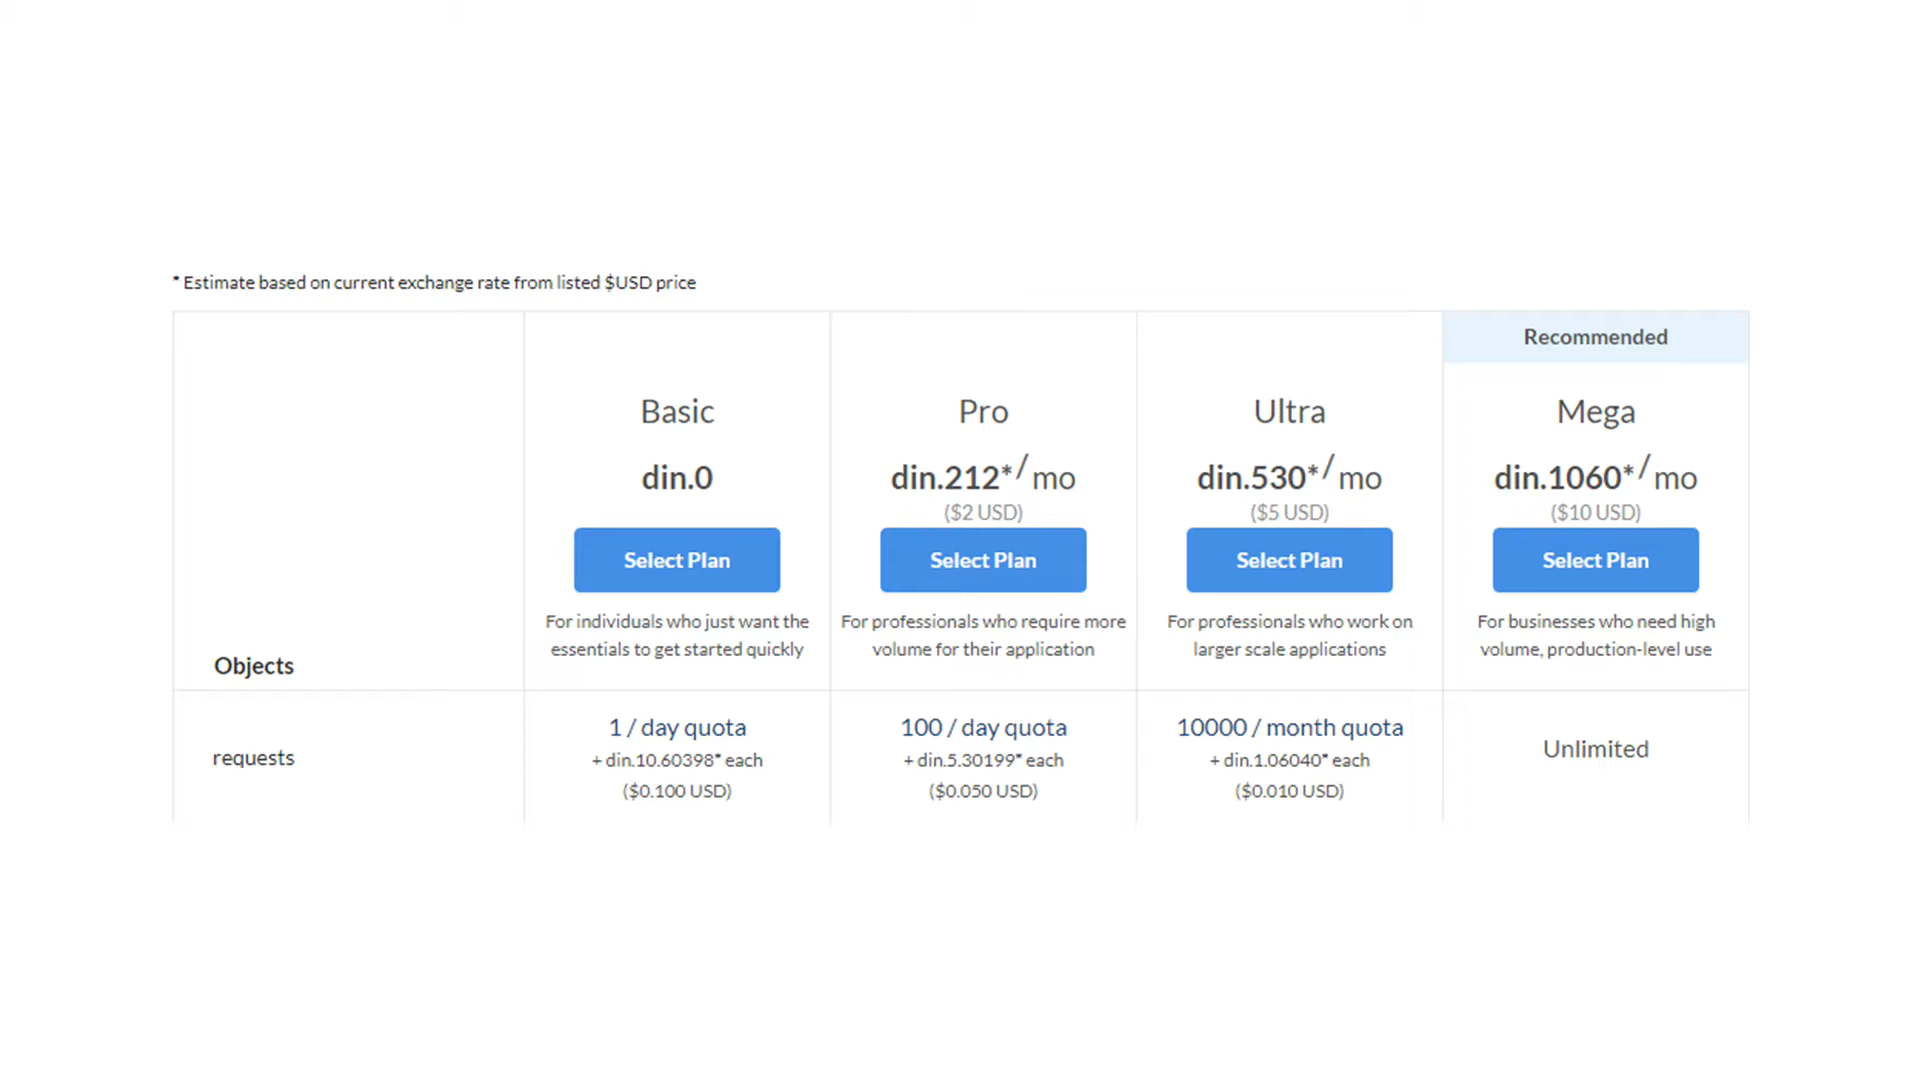 * Estimate based on current exchange rate from listed $USD price
Recommended
Basic
Pro
Ultra
Mega
din.0
din.212*/mo
din.530*/mo
din.1060*/mo
($2 USD)
($5 USD)
($10 USD)
Select Plan
Select Plan
Select Plan
Select Plan
For individuals who just want the
essentials to get started quickly
For professionals who require more
volume for their application
For professionals who work on
larger scale applications
For businesses who need high
volume, production-level use
Objects
requests
1 / day quota
+ din.10.60398* each
($0.100 USD)
100 / day quota
+ din.5.30199* each
($0.050 USD)
10000 / month quota
+ din.1.06040* each
($0.010 USD)
Unlimited